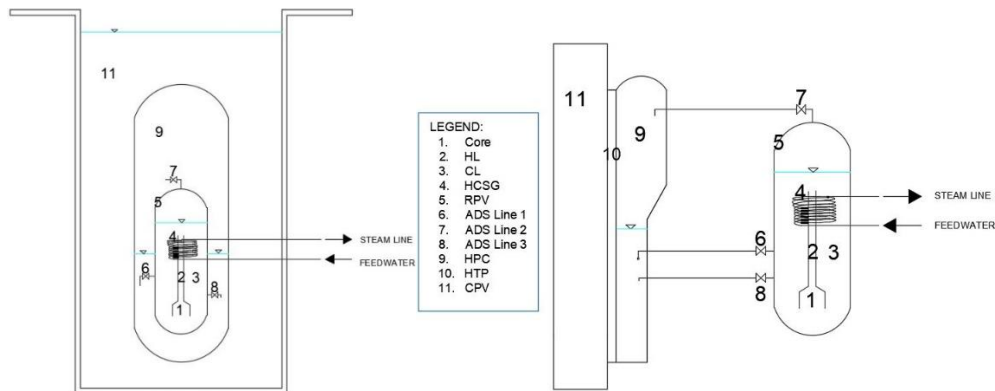 11
9
7
5
4
STEAM LINE
FEEDWATER
6
2
3
8
1
LEGEND:
1. Core
2. HL
3. CL
4. HCSG
5. RPV
6. ADS Line 1
7. ADS Line 2
8. ADS Line 3
9. HPC
10. HTP
11. CPV
11
9
10
7
5
4
STEAM LINE
FEEDWATER
6
2
3
8
1